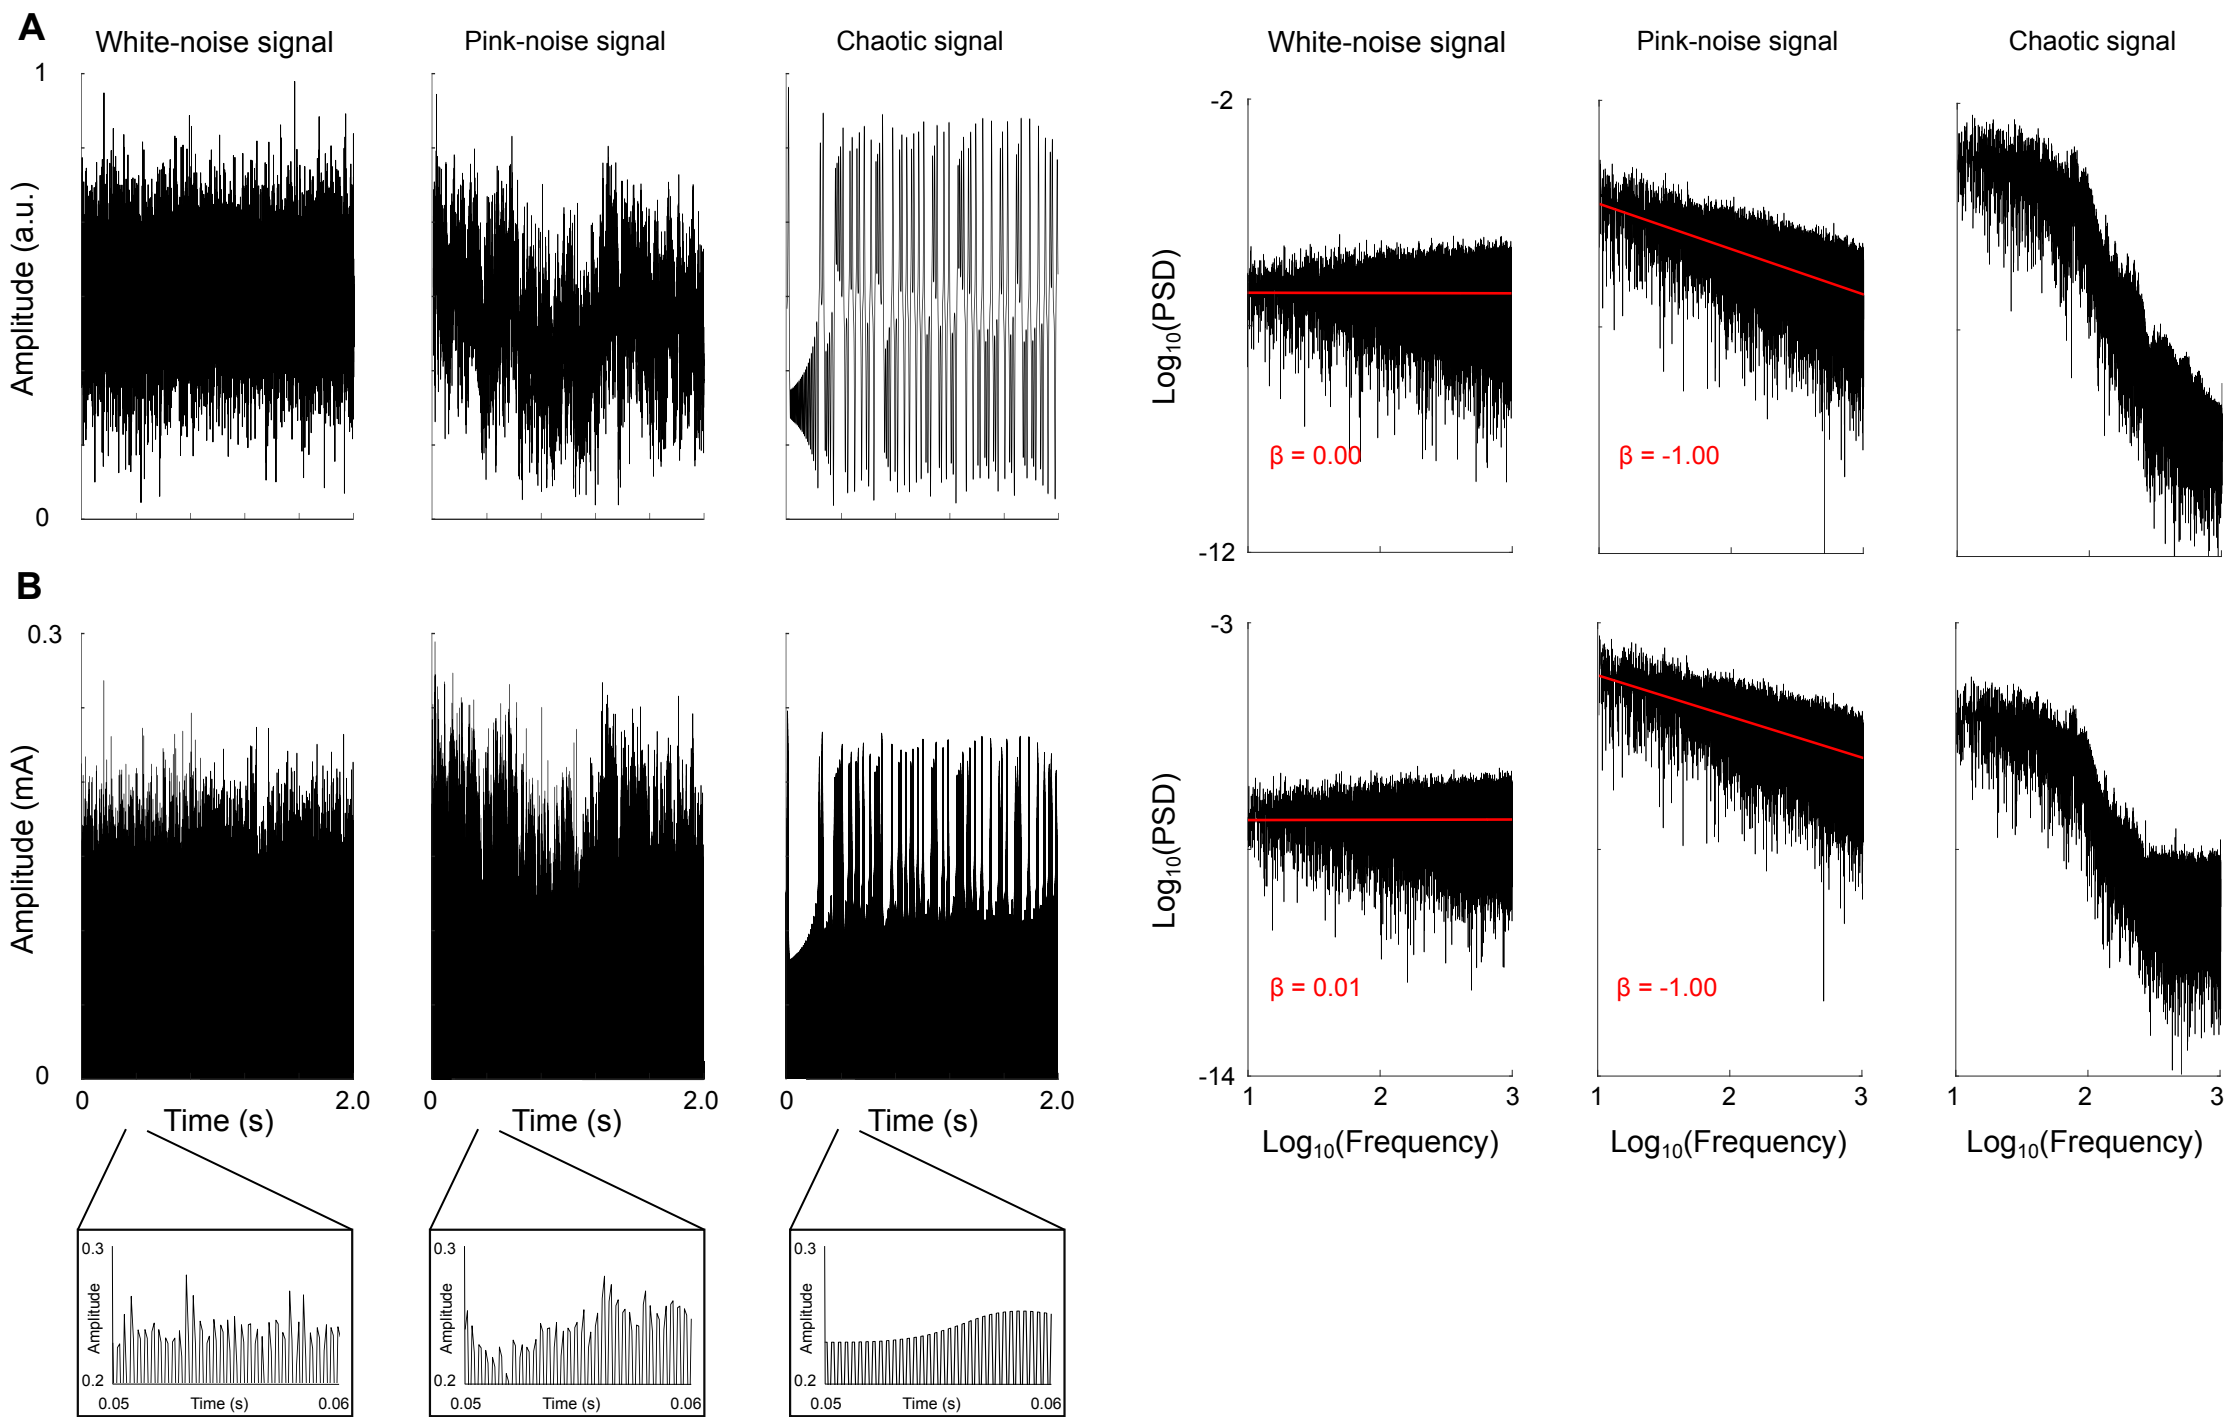 A
White-noise signal
Pink-noise signal
Chaotic signal
White-noise signal
Pink-noise signal
Chaotic signal
1
Amplitude (a.u.)
0
-2
Log₁₀(PSD)
-12
β = 0.00
β = -1.00
B
0.3
Amplitude (mA)
0
0 2.0
Time (s)
0 2.0
Time (s)
0 2.0
Time (s)
-3
Log₁₀(PSD)
-14
β = 0.01
β = -1.00
1 2 3
Log₁₀(Frequency)
1 2 3
Log₁₀(Frequency)
1 2 3
Log₁₀(Frequency)
0.3
Amplitude
0.2
0.05 Time (s) 0.06
0.3
Amplitude
0.2
0.05 Time (s) 0.06
0.3
Amplitude
0.2
0.05 Time (s) 0.06